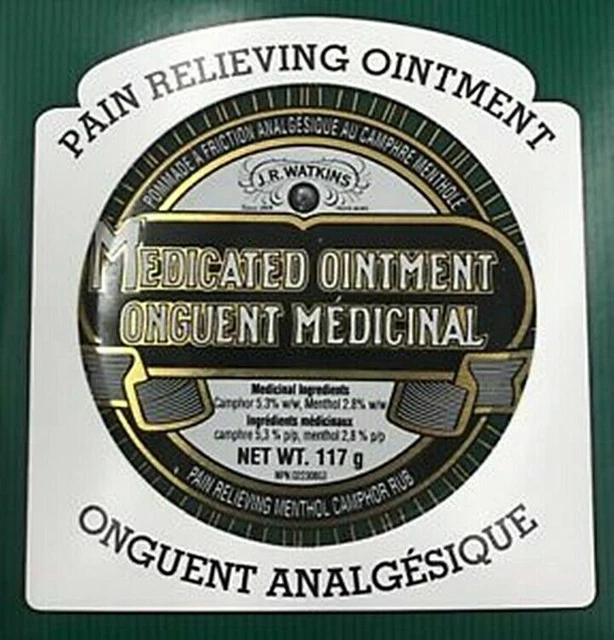 PAIN RELIEVING OINTMENT
POMMADE À FRICTION ANALGÉSIQUE AU CAMPHRE MENTHOLÉ
J.R. WATKINS
MEDICATED OINTMENT
ONGUENT MÉDICINAL
Medicinal Ingredients
Camphor 5.3% w/w, Menthol 2.8% w/w
Ingrédients médicinaux
camphre 5,3 % p/p, menthol 2,8 % p/p
NET WT. 117 g
PAIN RELIEVING MENTHOL CAMPHOR RUB
ONGUENT ANALGÉSIQUE